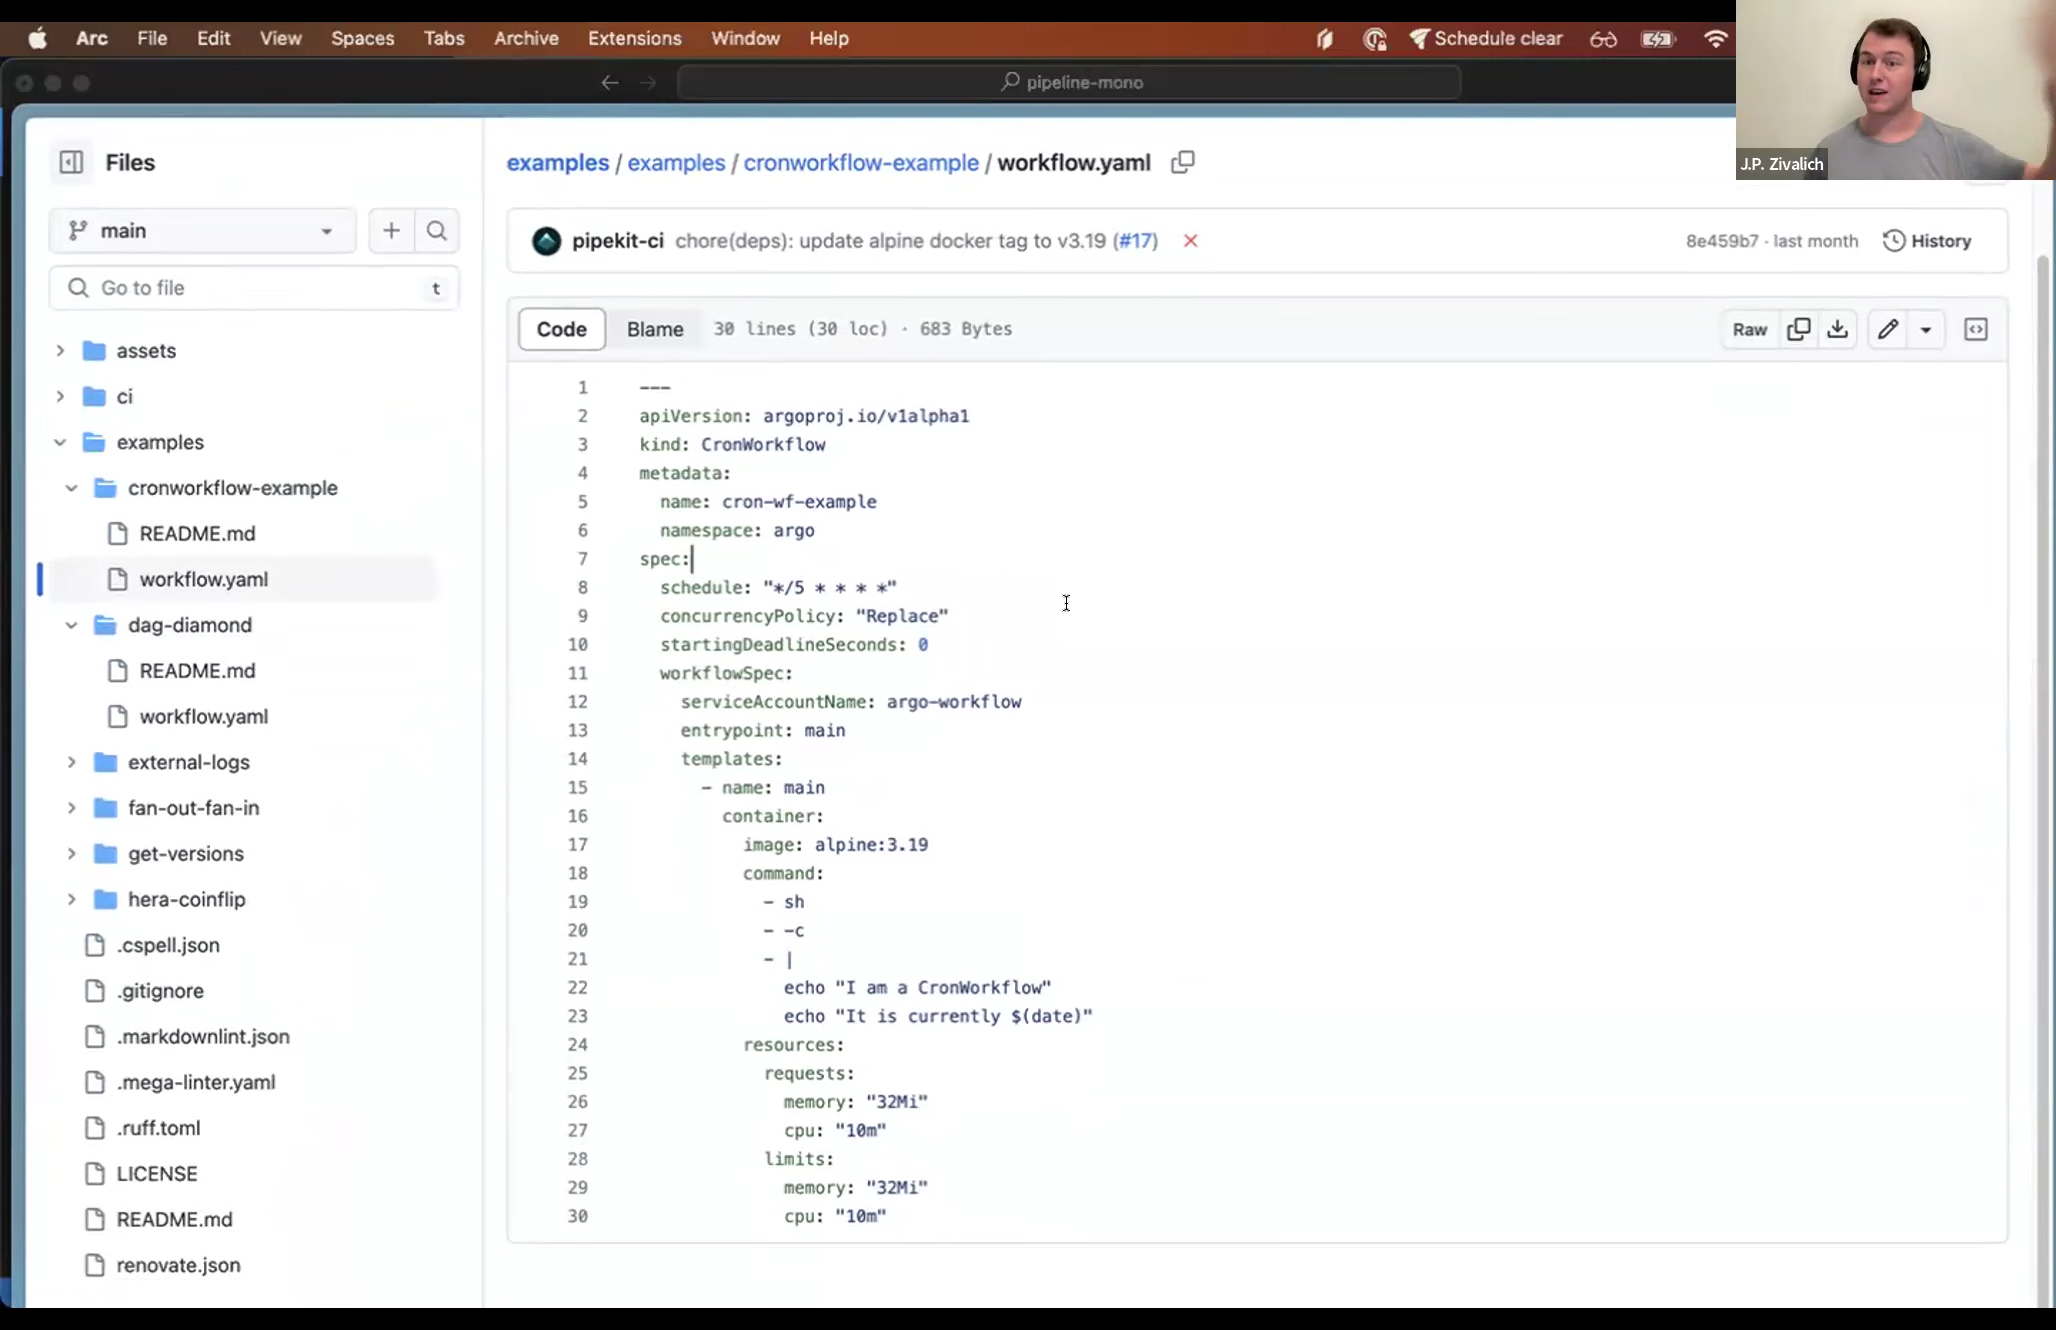 Arc File Edit View Spaces Tabs Archive Extensions Window Help Schedule clear
pipeline-mono
J.P. Zivalich
Files
main
Go to file t
assets
ci
examples
cronworkflow-example
README.md
workflow.yaml
dag-diamond
README.md
workflow.yaml
external-logs
fan-out-fan-in
get-versions
hera-coinflip
.cspell.json
.gitignore
.markdownlint.json
.mega-linter.yaml
.ruff.toml
LICENSE
README.md
renovate.json
examples / examples / cronworkflow-example / workflow.yaml
pipekit-ci chore(deps): update alpine docker tag to v3.19 (#17) 8e459b7 · last month History
Code Blame 30 lines (30 loc) · 683 Bytes Raw
1 ---
2 apiVersion: argoproj.io/v1alpha1
3 kind: CronWorkflow
4 metadata:
5   name: cron-wf-example
6   namespace: argo
7 spec:
8   schedule: "*/5 * * * *"
9   concurrencyPolicy: "Replace"
10   startingDeadlineSeconds: 0
11   workflowSpec:
12     serviceAccountName: argo-workflow
13     entrypoint: main
14     templates:
15       - name: main
16         container:
17           image: alpine:3.19
18           command:
19             - sh
20             - -c
21             - |
22               echo "I am a CronWorkflow"
23               echo "It is currently $(date)"
24           resources:
25             requests:
26               memory: "32Mi"
27               cpu: "10m"
28             limits:
29               memory: "32Mi"
30               cpu: "10m"